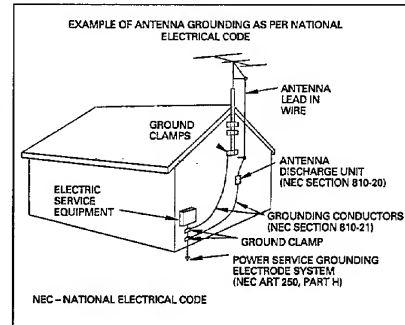 EXAMPLE OF ANTENNA GROUNDING AS PER NATIONAL
ELECTRICAL CODE
ANTENNA
LEAD IN
WIRE
GROUND
CLAMPS
ANTENNA
DISCHARGE UNIT
(NEC SECTION 810-20)
ELECTRIC
SERVICE
EQUIPMENT
GROUNDING CONDUCTORS
(NEC SECTION 810-21)
GROUND CLAMP
POWER SERVICE GROUNDING
ELECTRODE SYSTEM
(NEC ART 250, PART H)
NEC – NATIONAL ELECTRICAL CODE